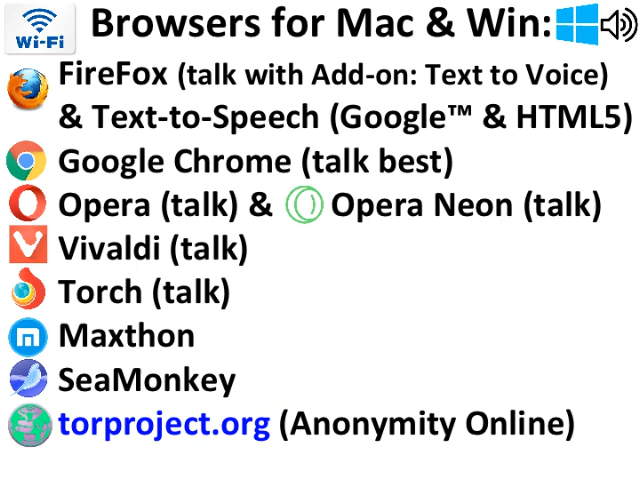 Wi-Fi
Browsers for Mac & Win:
FireFox (talk with Add-on: Text to Voice)
& Text-to-Speech (Google™ & HTML5)
Google Chrome (talk best)
Opera (talk) & Opera Neon (talk)
Vivaldi (talk)
Torch (talk)
Maxthon
SeaMonkey
torproject.org (Anonymity Online)